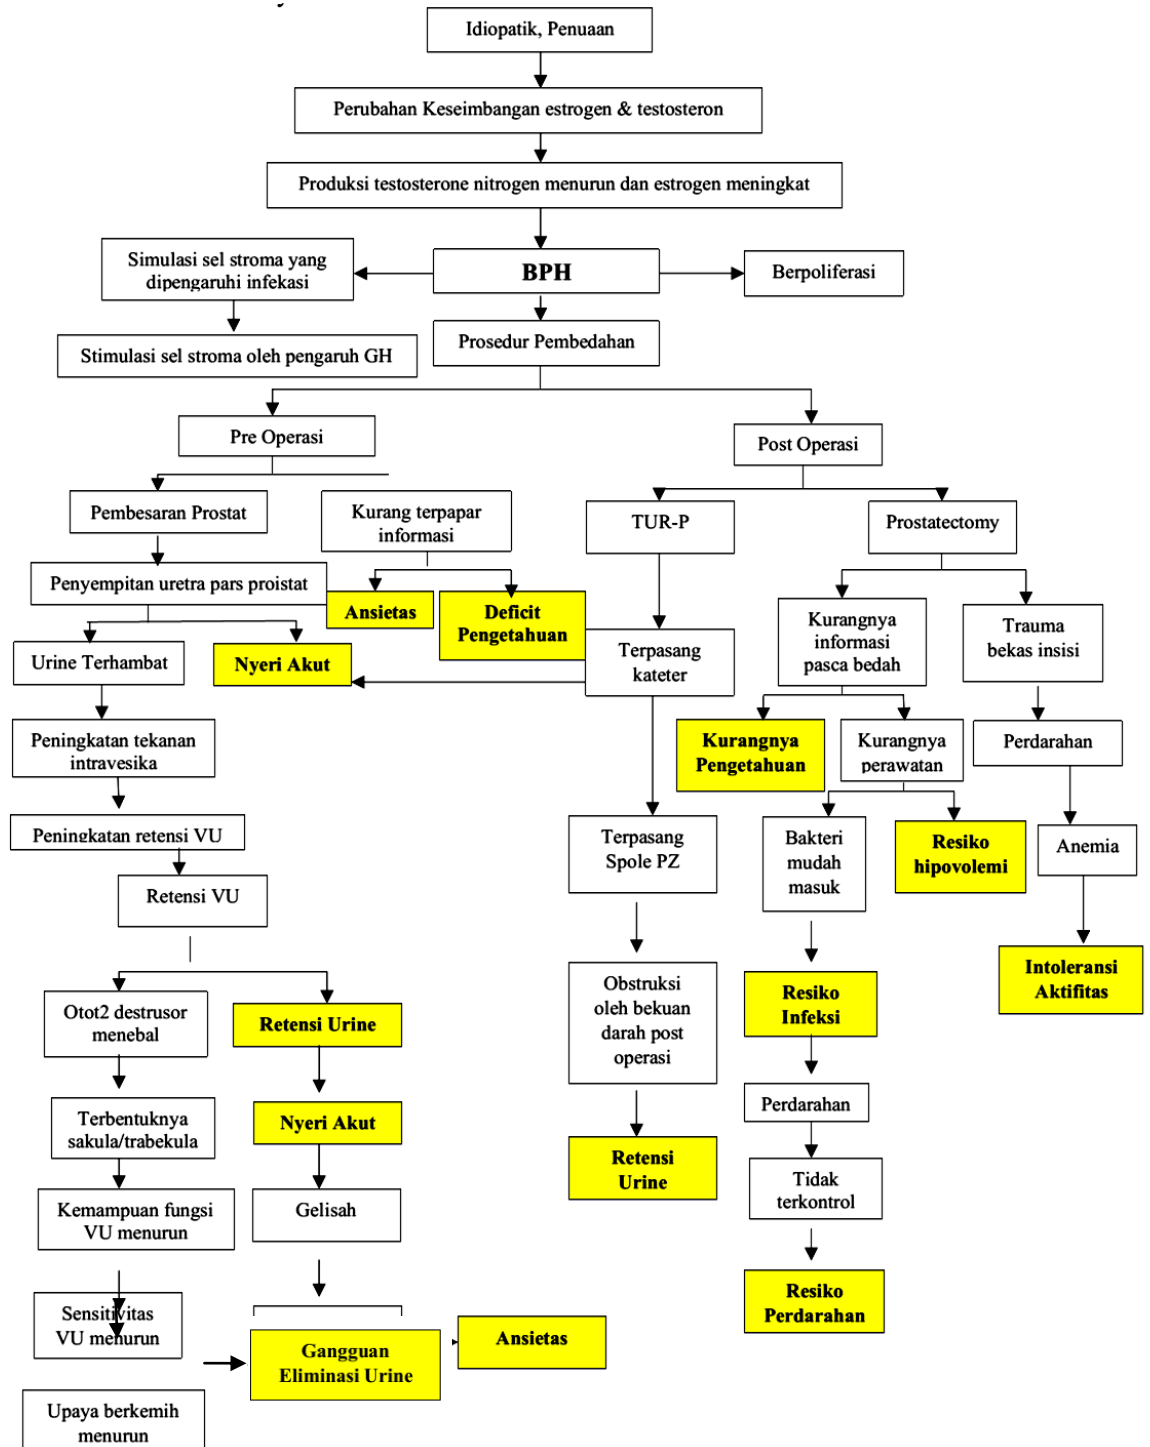 Idiopatik, Penuaan
Perubahan Keseimbangan estrogen & testosteron
Produksi testosterone nitrogen menurun dan estrogen meningkat
Simulasi sel stroma yang
dipengaruhi infekasi
BPH
Berpoliferasi
Stimulasi sel stroma oleh pengaruh GH
Prosedur Pembedahan
Pre Operasi
Post Operasi
Pembesaran Prostat
Kurang terpapar
informasi
TUR-P
Prostatectomy
Penyempitan uretra pars proistat
Ansietas
Deficit
Pengetahuan
Urine Terhambat
Nyeri Akut
Terpasang
kateter
Kurangnya
informasi
pasca bedah
Trauma
bekas insisi
Peningkatan tekanan
intravesika
Kurangnya
Pengetahuan
Kurangnya
perawatan
Perdarahan
Peningkatan retensi VU
Terpasang
Spole PZ
Bakteri
mudah
masuk
Resiko
hipovolemi
Anemia
Retensi VU
Intoleransi
Aktifitas
Otot2 destrusor
menebal
Retensi Urine
Obstruksi
oleh bekuan
darah post
operasi
Resiko
Infeksi
Terbentuknya
sakula/trabekula
Nyeri Akut
Perdarahan
Retensi
Urine
Tidak
terkontrol
Kemampuan fungsi
VU menurun
Gelisah
Resiko
Perdarahan
Sensitivitas
VU menurun
Gangguan
Eliminasi Urine
Ansietas
Upaya berkemih
menurun